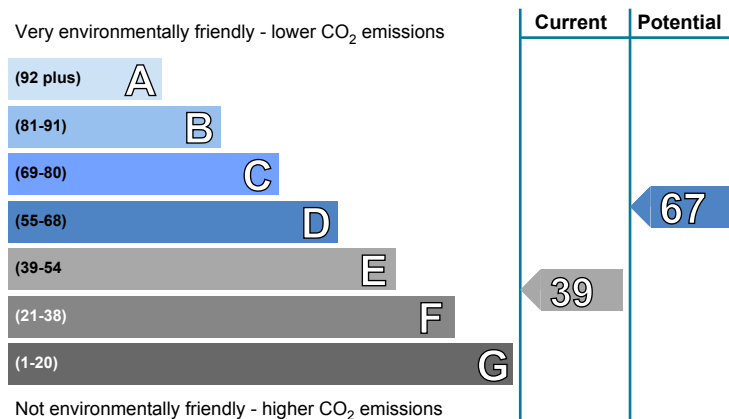 Current Potential
Very environmentally friendly - lower CO₂ emissions
(92 plus) A
(81-91) B
(69-80) C
(55-68) D
67
(39-54 E
39
(21-38) F
(1-20) G
Not environmentally friendly - higher CO₂ emissions